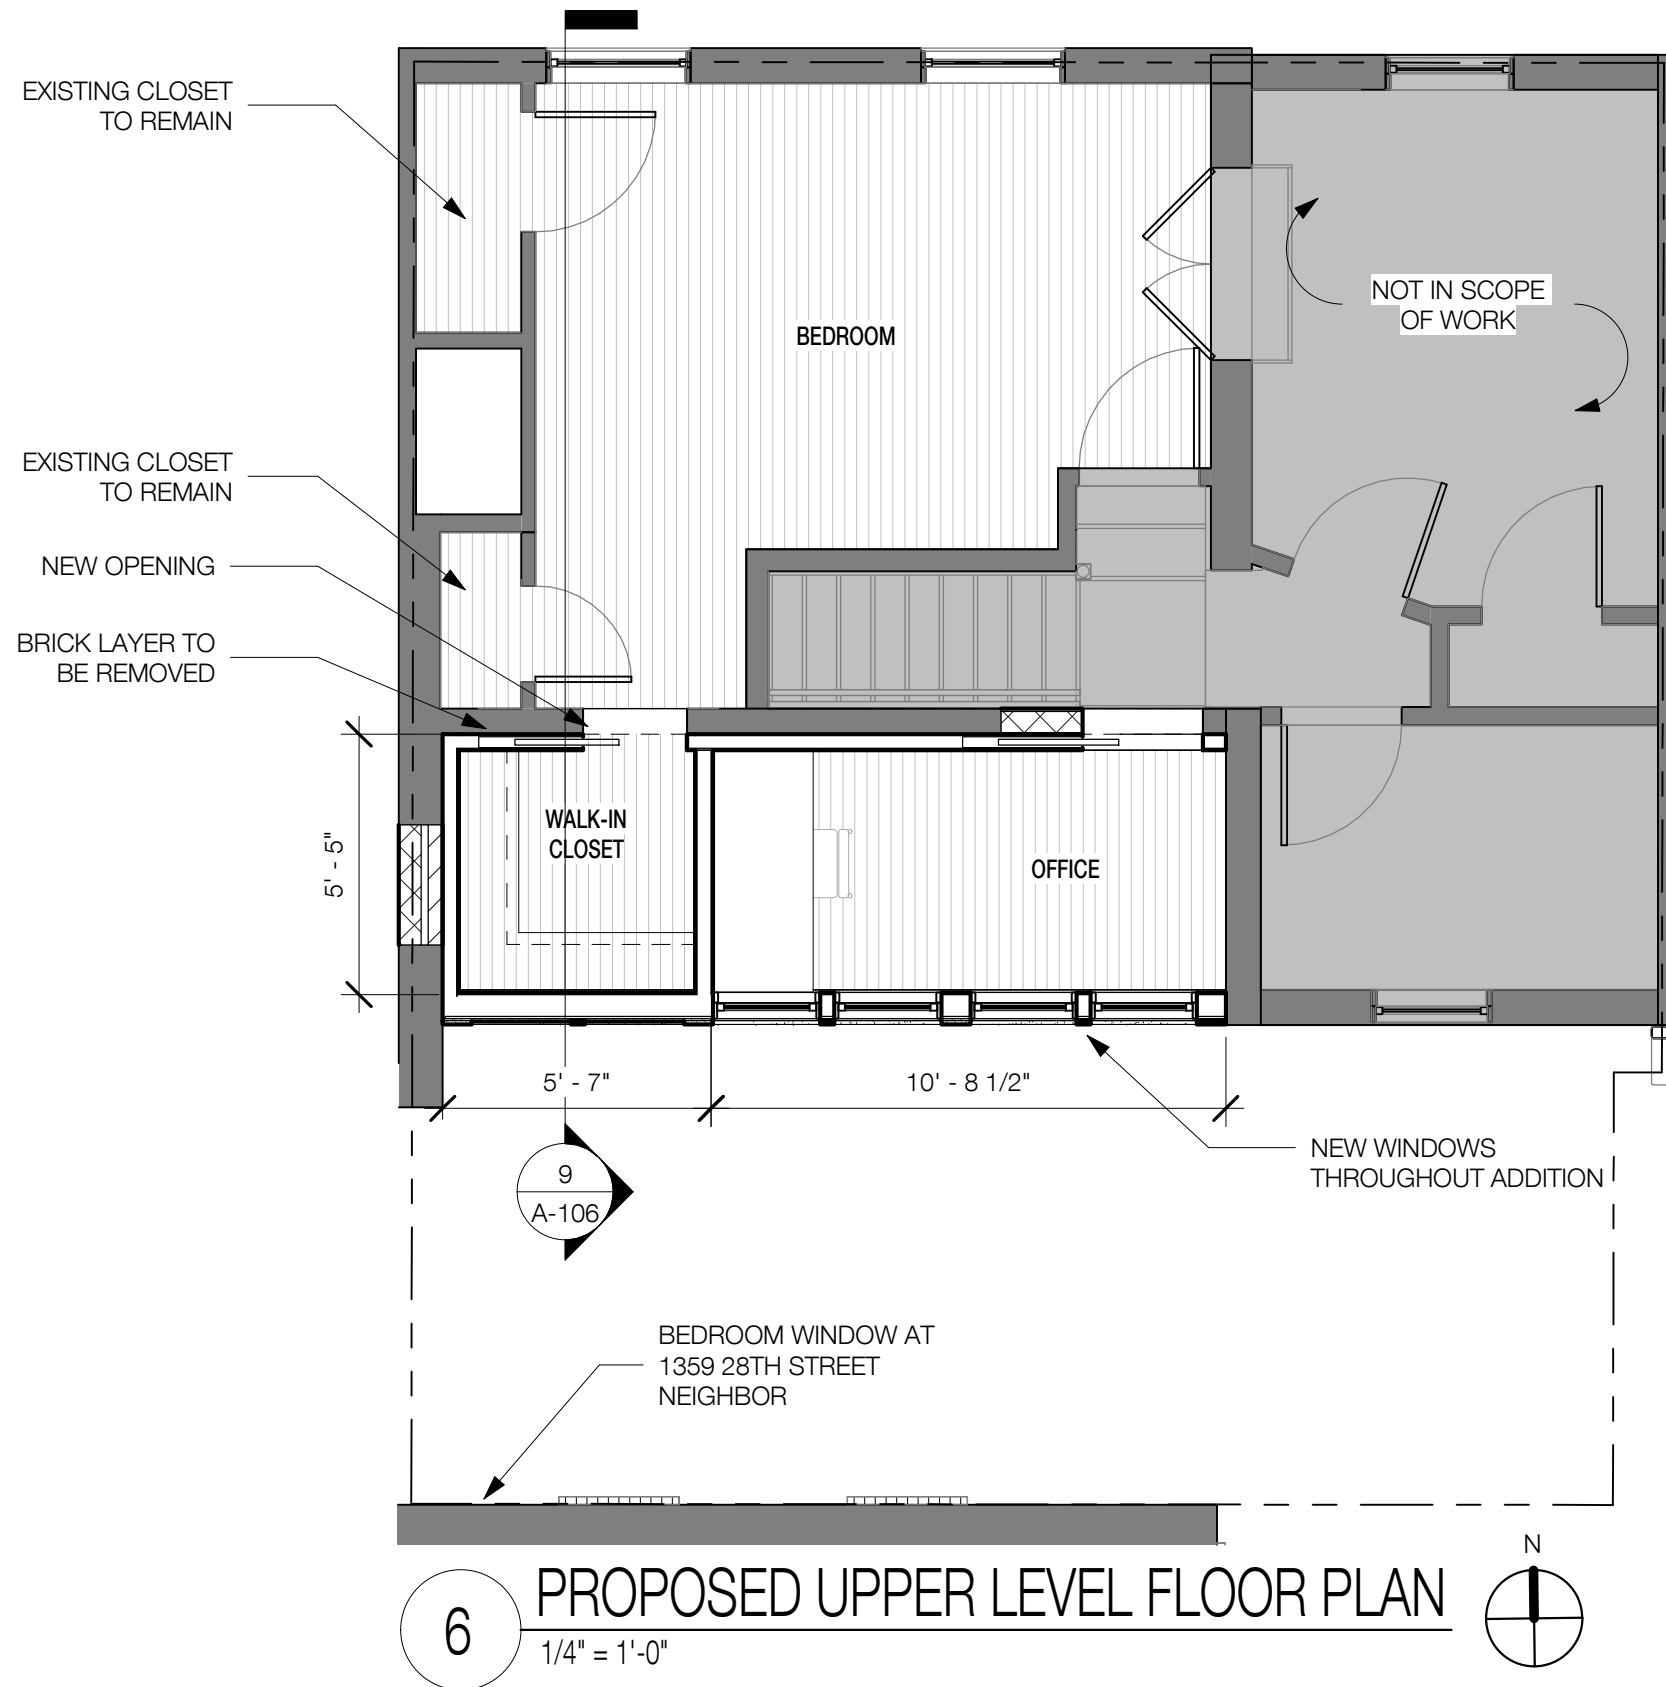 EXISTING CLOSET
TO REMAIN
NOT IN SCOPE
OF WORK
BEDROOM
EXISTING CLOSET
TO REMAIN
NEW OPENING
BRICK LAYER TO
BE REMOVED
WALK-IN
CLOSET
OFFICE
5' - 5"
5' - 7"
10' - 8 1/2"
NEW WINDOWS
THROUGHOUT ADDITION
9
A-106
BEDROOM WINDOW AT
1359 28TH STREET
NEIGHBOR
6
PROPOSED UPPER LEVEL FLOOR PLAN
1/4" = 1'-0"
N